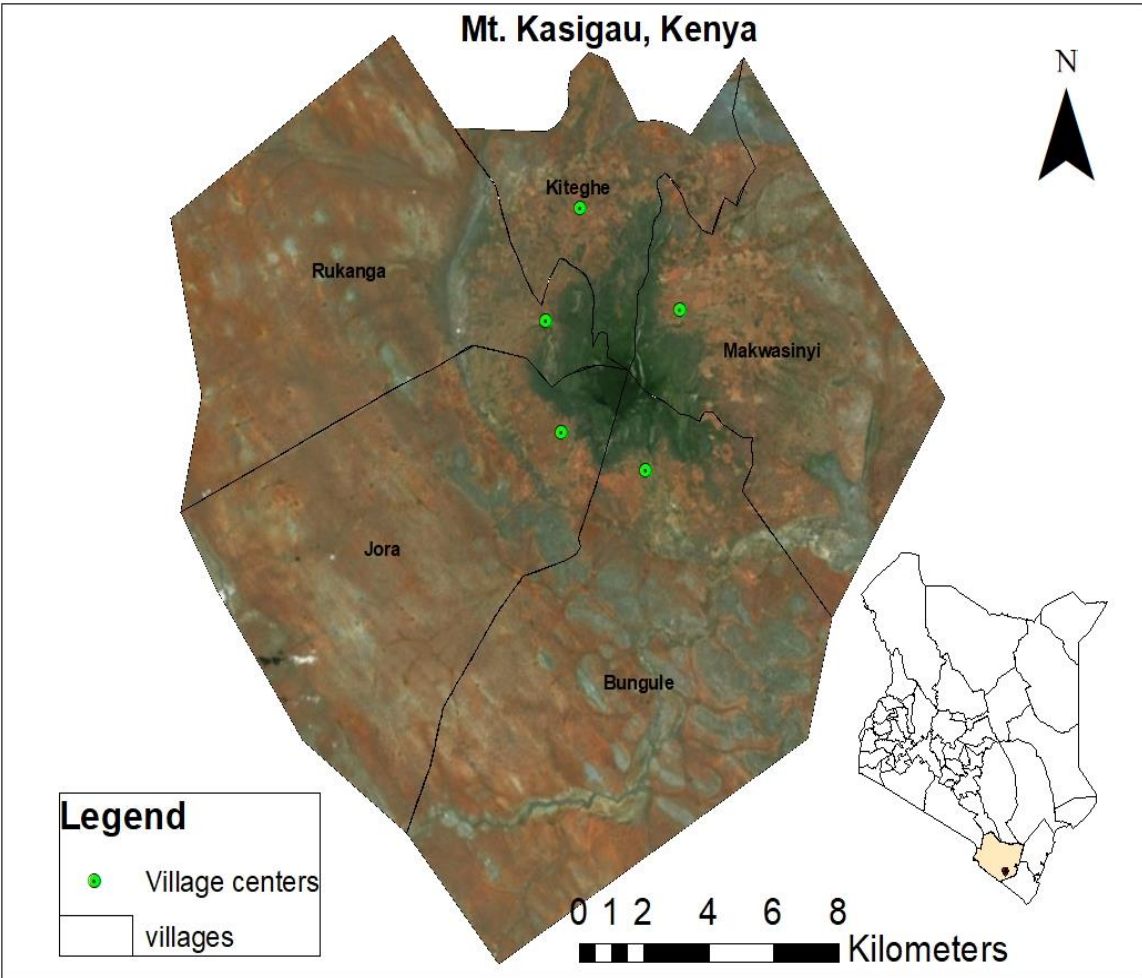 Mt. Kasigau, Kenya
N
Kiteghe
Rukanga
Makwasinyi
Jora
Bungule
Legend
Village centers
villages
0 1 2 4 6 8
Kilometers